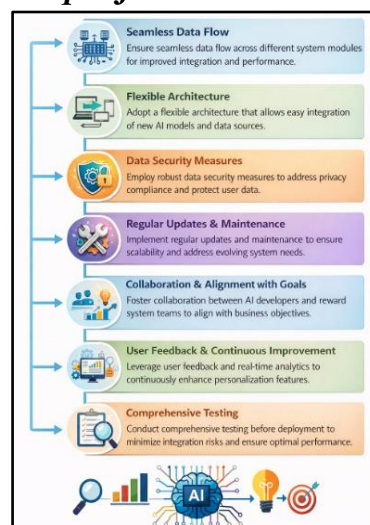 Seamless Data Flow
Ensure seamless data flow across different system modules
for improved integration and performance.
Flexible Architecture
Adopt a flexible architecture that allows easy integration
of new AI models and data sources.
Data Security Measures
Employ robust data security measures to address privacy
compliance and protect user data.
Regular Updates & Maintenance
Implement regular updates and maintenance to ensure
scalability and address evolving system needs.
Collaboration & Alignment with Goals
Foster collaboration between AI developers and reward
system teams to align with business objectives.
User Feedback & Continuous Improvement
Leverage user feedback and real-time analytics to
continuously enhance personalization features.
Comprehensive Testing
Conduct comprehensive testing before deployment to
minimize integration risks and ensure optimal performance.
AI